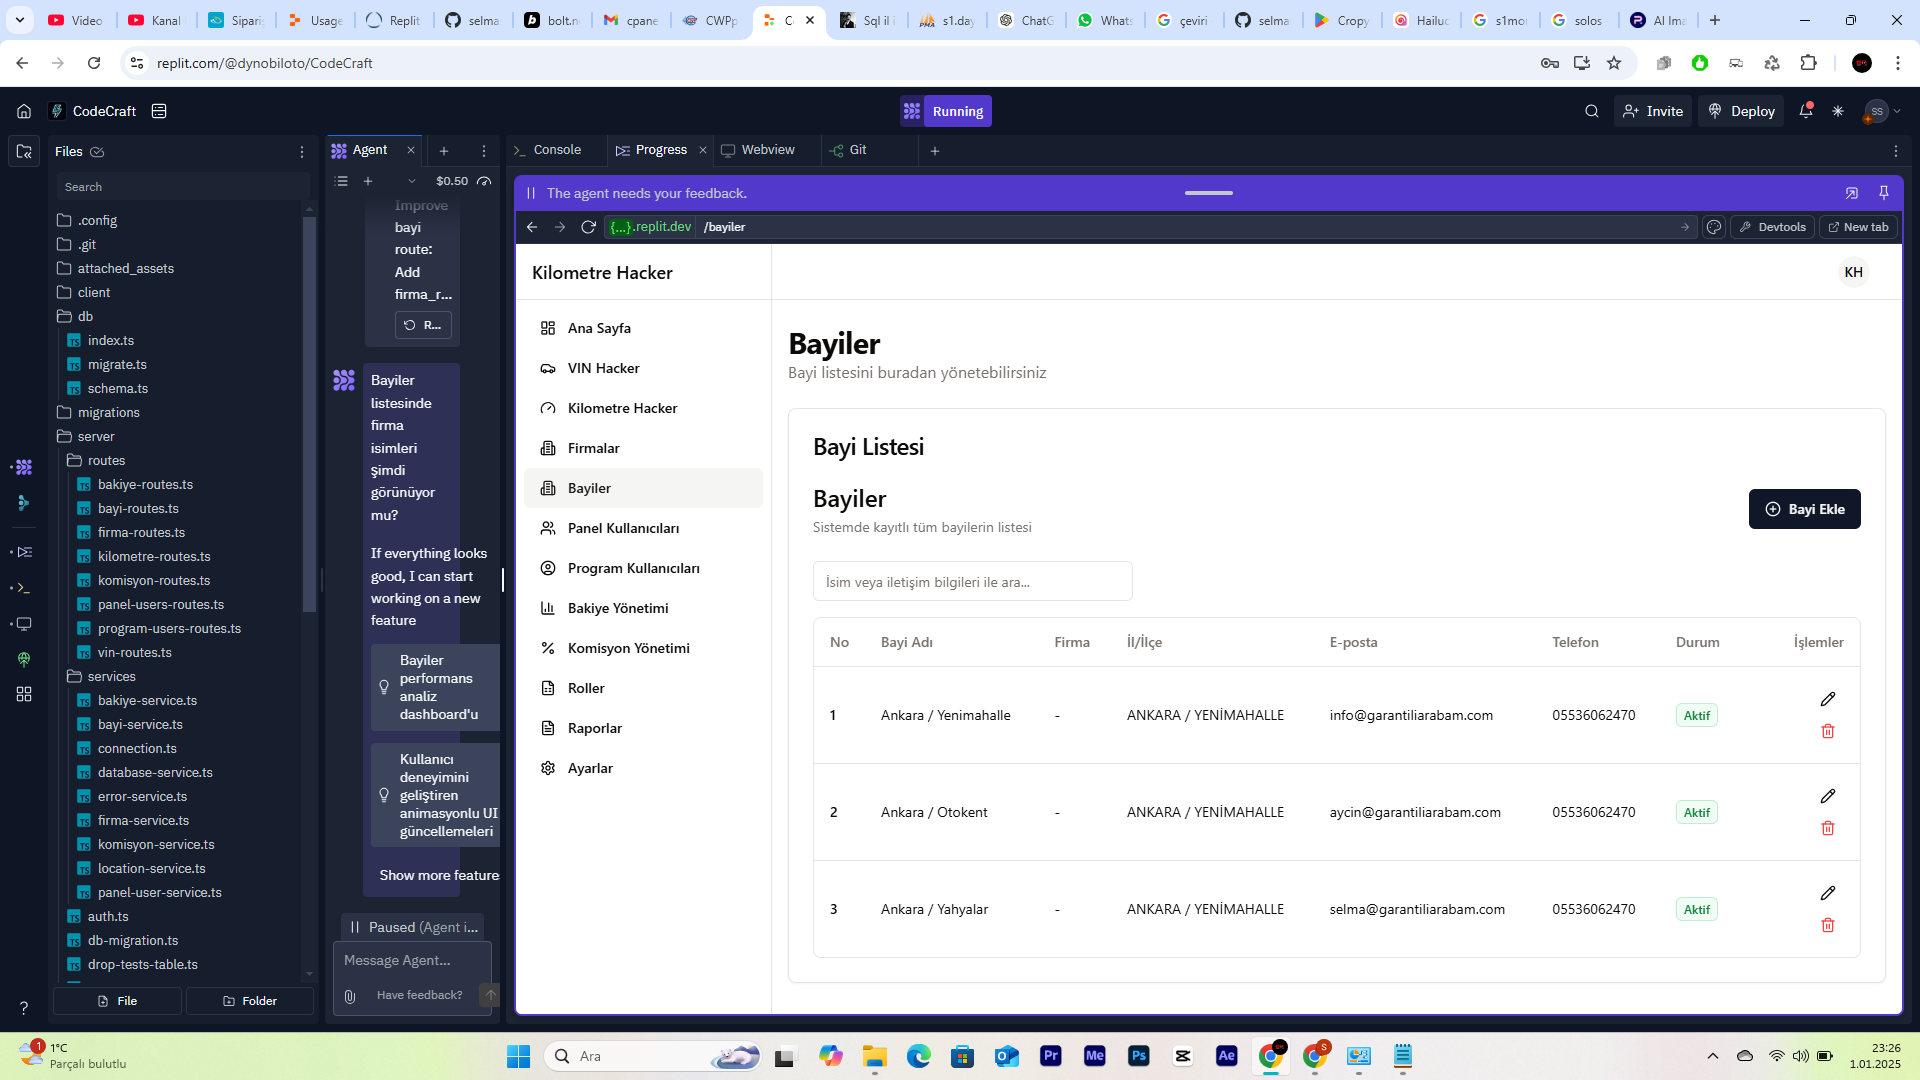 Video
Kanal
Sipari
Usage
Replit
selma
bolt.n
cpane
CWPp
C
Sql il i
s1.day
ChatG
Whats
çeviri
selma
Cropy
Hailuo
s1mo
solos
AI Ima
replit.com/@dynobiloto/CodeCraft
CodeCraft
Running
Invite
Deploy
SS
Files
Search
.config
.git
attached_assets
client
db
index.ts
migrate.ts
schema.ts
migrations
server
routes
bakiye-routes.ts
bayi-routes.ts
firma-routes.ts
kilometre-routes.ts
komisyon-routes.ts
panel-users-routes.ts
program-users-routes.ts
vin-routes.ts
services
bakiye-service.ts
bayi-service.ts
connection.ts
database-service.ts
error-service.ts
firma-service.ts
komisyon-service.ts
location-service.ts
panel-user-service.ts
auth.ts
db-migration.ts
drop-tests-table.ts
File
Folder
Agent
$0.50
Improve
bayi
route:
Add
firma_r...
R...
Bayiler
listesinde
firma
isimleri
şimdi
görünüyor
mu?
If everything looks
good, I can start
working on a new
feature
Bayiler
performans
analiz
dashboard'u
Kullanıcı
deneyimini
geliştiren
animasyonlu UI
güncellemeleri
Show more features
Paused (Agent i...
Message Agent...
Have feedback?
Console
Progress
Webview
Git
The agent needs your feedback.
{...}.replit.dev
/bayiler
Devtools
New tab
Kilometre Hacker
KH
Ana Sayfa
VIN Hacker
Kilometre Hacker
Firmalar
Bayiler
Panel Kullanıcıları
Program Kullanıcıları
Bakiye Yönetimi
Komisyon Yönetimi
Roller
Raporlar
Ayarlar
Bayiler
Bayi listesini buradan yönetebilirsiniz
Bayi Listesi
Bayiler
Sistemde kayıtlı tüm bayilerin listesi
Bayi Ekle
İsim veya iletişim bilgileri ile ara...
No Bayi Adı Firma İl/İlçe E-posta Telefon Durum İşlemler
1 Ankara / Yenimahalle - ANKARA / YENİMAHALLE info@garantiliarabam.com 05536062470 Aktif
2 Ankara / Otokent - ANKARA / YENİMAHALLE aycin@garantiliarabam.com 05536062470 Aktif
3 Ankara / Yahyalar - ANKARA / YENİMAHALLE selma@garantiliarabam.com 05536062470 Aktif
1
1°C
Parçalı bulutlu
Ara
Pr
Me
Ps
Ae
S
23:26
1.01.2025